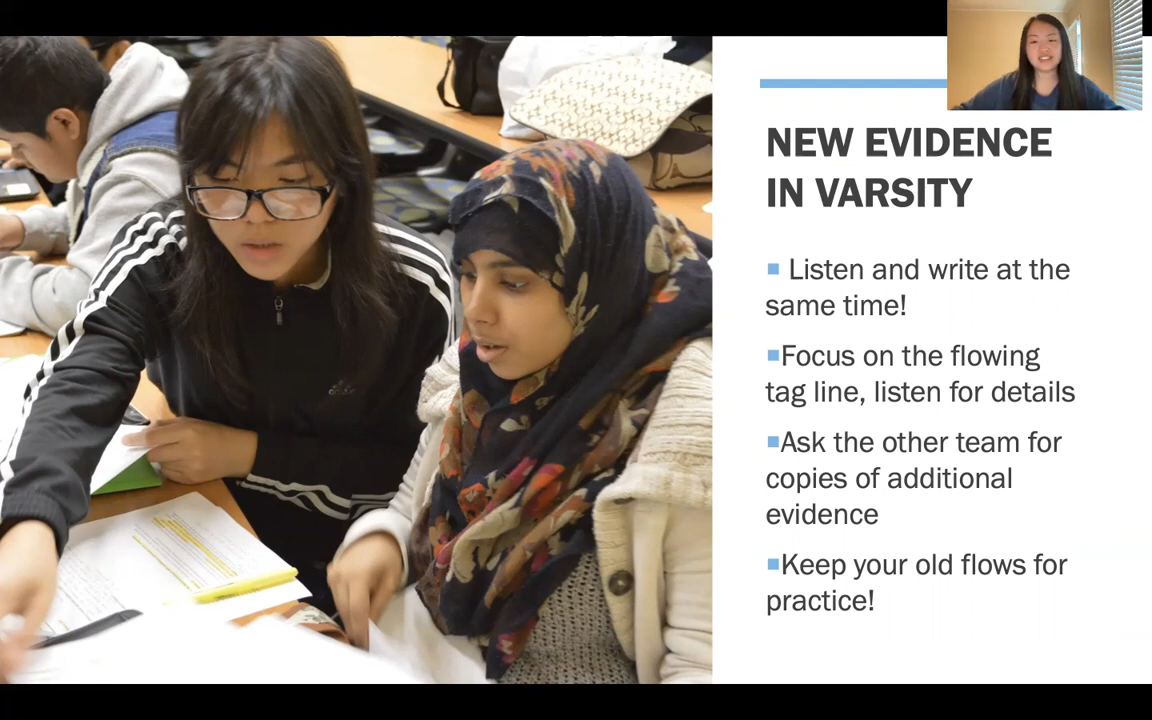 NEW EVIDENCE
IN VARSITY
Listen and write at the
same time!
Focus on the flowing
tag line, listen for details
Ask the other team for
copies of additional
evidence
Keep your old flows for
practice!